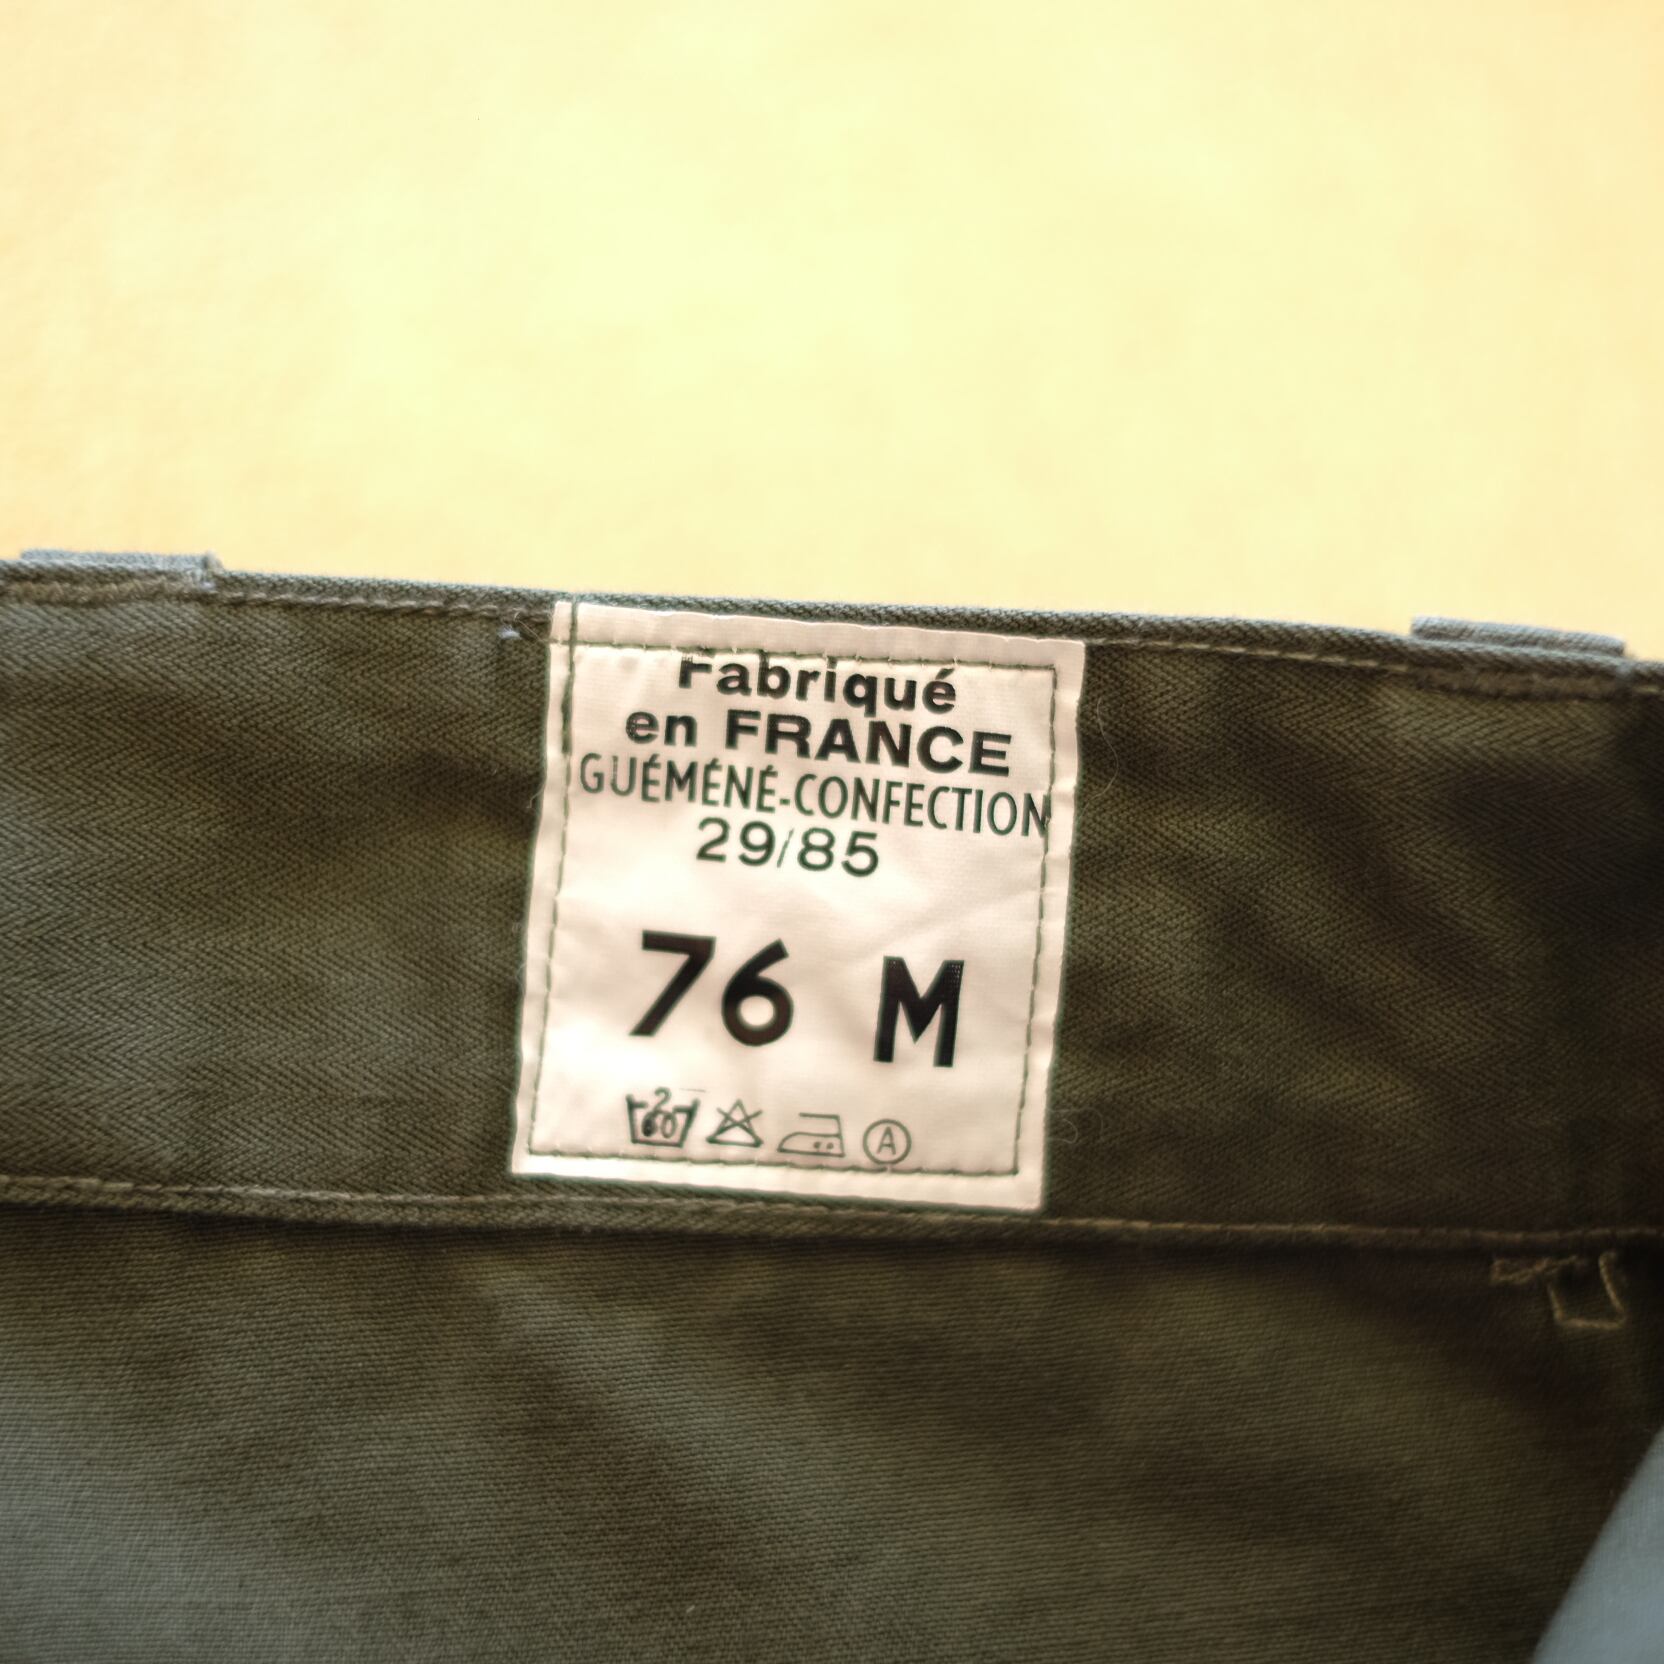 Fabriqué
en FRANCE
GUÉMÉNÉ-CONFECTION
29/85
76 M
A